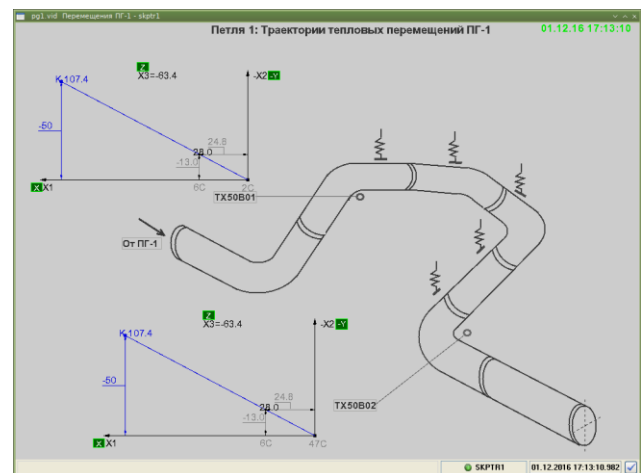 pg1.vid Перемещения ПГ-1 - skptr1
Петля 1: Траектории тепловых перемещений ПГ-1
01.12.16 17:13:10
Z
X3=-63.4
-X2 -Y
K 107.4
-50
24.8
28.0
-13.0
X X1
6C
2C
TX50B01
От ПГ-1
Z
X3=-63.4
-X2 -Y
K 107.4
-50
24.8
28.0
-13.0
X X1
6C
47C
TX50B02
SKPTR1
01.12.2016 17:13:10.982